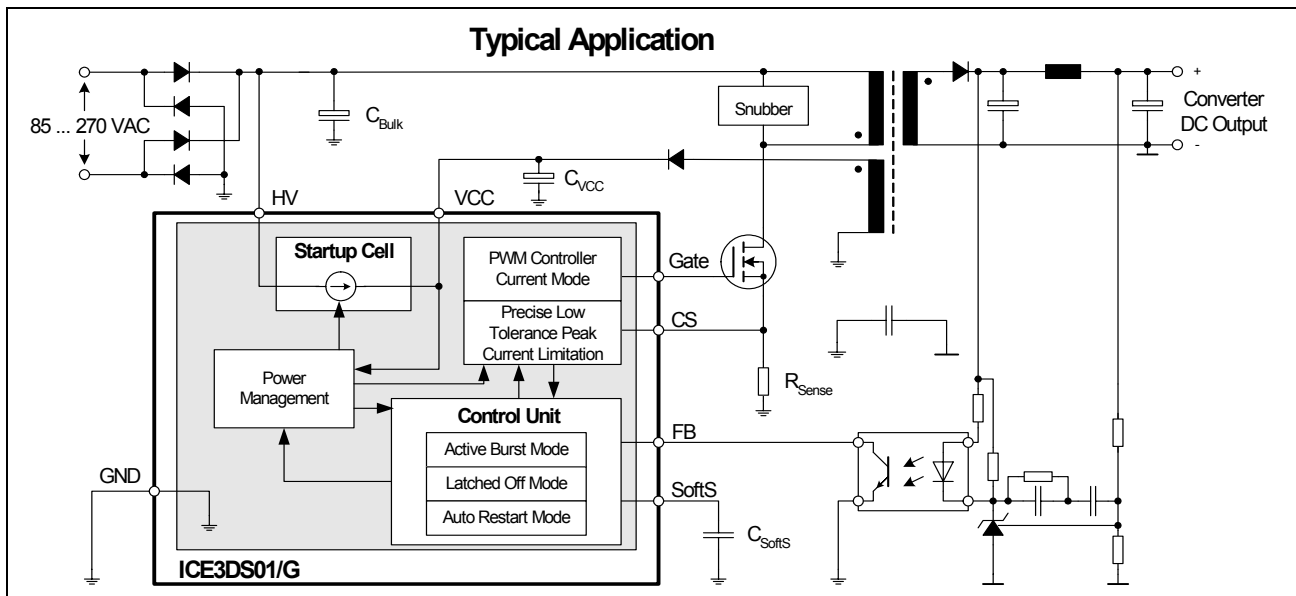 Typical Application
85 ... 270 VAC
C_Bulk
Snubber
+
Converter
DC Output
-
C_VCC
HV
VCC
Startup Cell
PWM Controller
Current Mode
Gate
Precise Low
Tolerance Peak
Current Limitation
CS
Power
Management
R_Sense
Control Unit
FB
Active Burst Mode
Latched Off Mode
Auto Restart Mode
GND
SoftS
C_SoftS
ICE3DS01/G